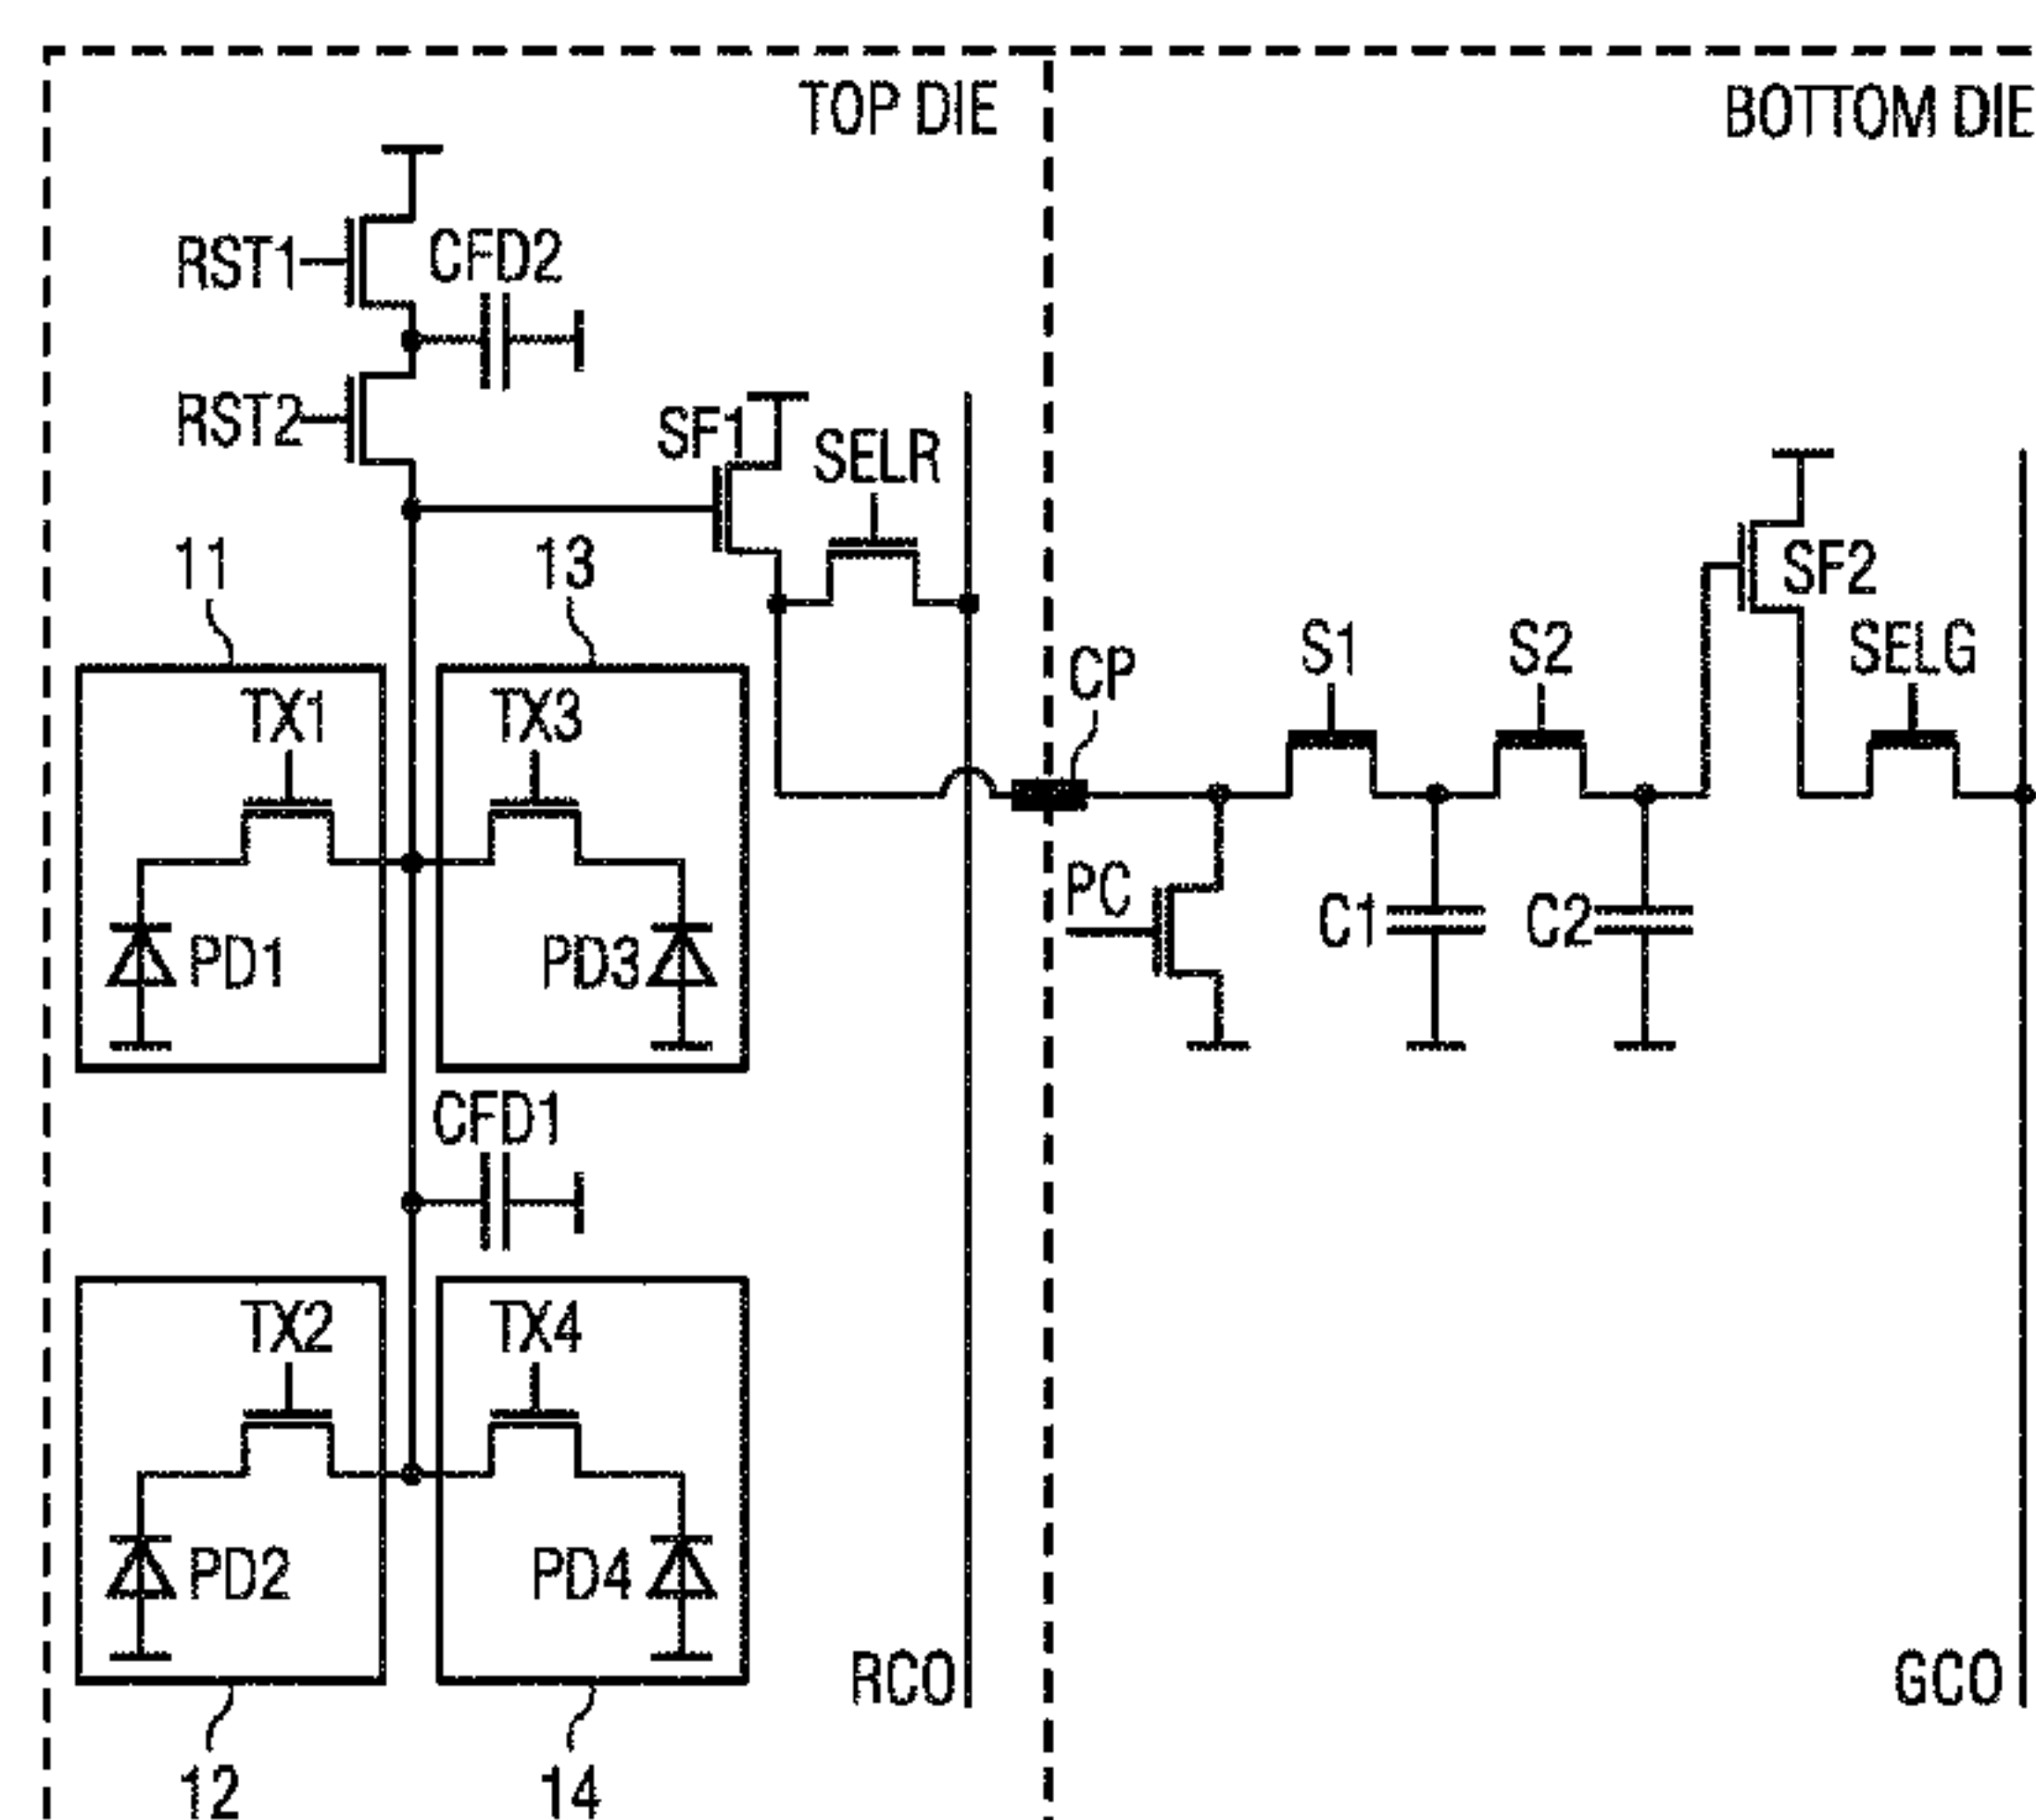 TOP DIE
BOTTOM DIE
RST1
CFD2
RST2
SF1
SELR
SF2
11
13
CP
S1
S2
SELG
TX1
TX3
PC
C1
C2
PD1
PD3
CFD1
TX2
TX4
PD2
PD4
RCO
GCO
12
14